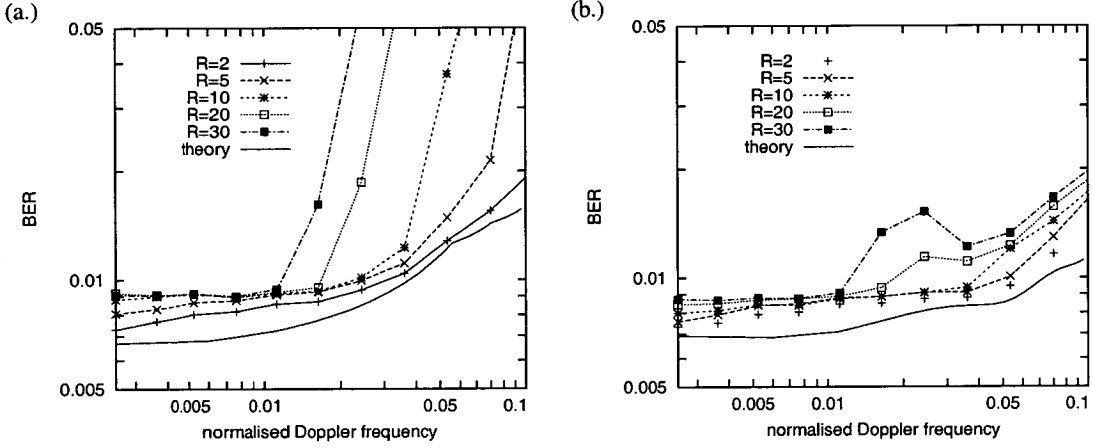 (a.)
0.05
R=2
R=5
R=10
R=20
R=30
theory
BER
0.01
0.005
0.005
0.01
0.05
0.1
normalised Doppler frequency
(b.)
0.05
R=2
R=5
R=10
R=20
R=30
theory
BER
0.01
0.005
0.005
0.01
0.05
0.1
normalised Doppler frequency